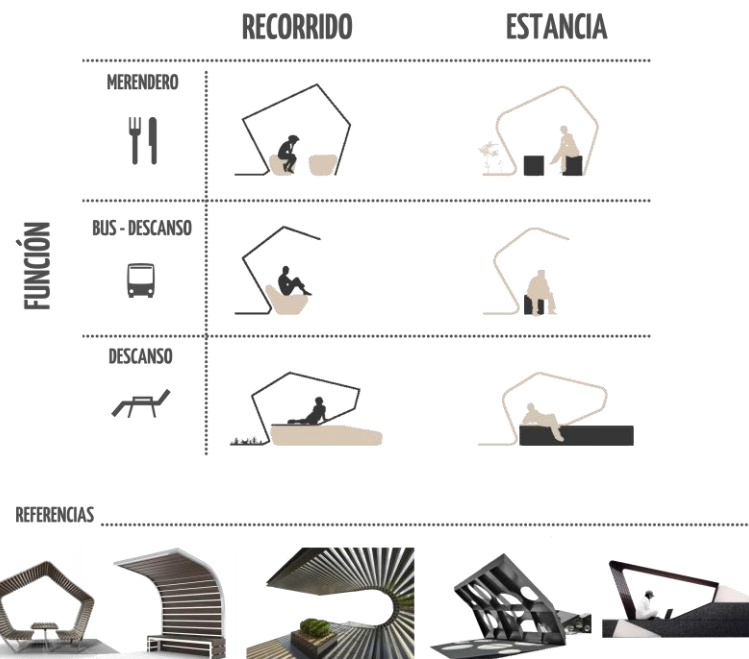 RECORRIDO
ESTANCIA
MERENDERO
BUS - DESCANSO
DESCANSO
FUNCIÓN
REFERENCIAS